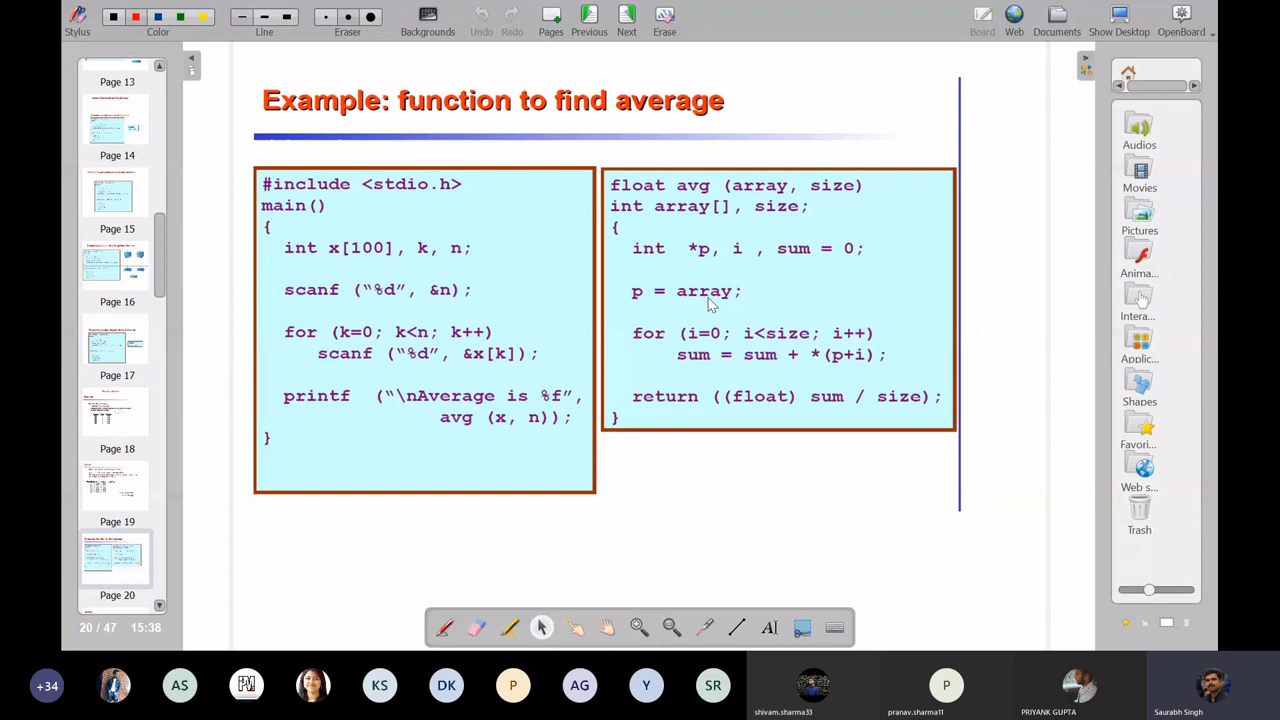 Stylus
Color
Line
Eraser
Backgrounds
Undo
Redo
Pages
Previous
Next
Erase
Board
Web
Documents
Show Desktop
OpenBoard
Page 13
Page 14
Page 15
Page 16
Page 17
Page 18
Page 19
Page 20
20 / 47
15:38
Example: function to find average
#include <stdio.h>
main()
{
int x[100], k, n;
scanf (“%d”, &n);
for (k=0; k<n; k++)
scanf (“%d”, &x[k]);
printf (“\nAverage is %f”,
avg (x, n));
}
float avg (array, size)
int array[], size;
{
int *p, i , sum = 0;
p = array;
for (i=0; i<size; i++)
sum = sum + *(p+i);
return ((float) sum / size);
}
Audios
Movies
Pictures
Anima...
Intera...
Applic...
Shapes
Favori...
Web s...
Trash
+34
AS
KS
DK
P
AG
Y
SR
shivam.sharma33
P
pranav.sharma11
PRIYANK GUPTA
Saurabh Singh